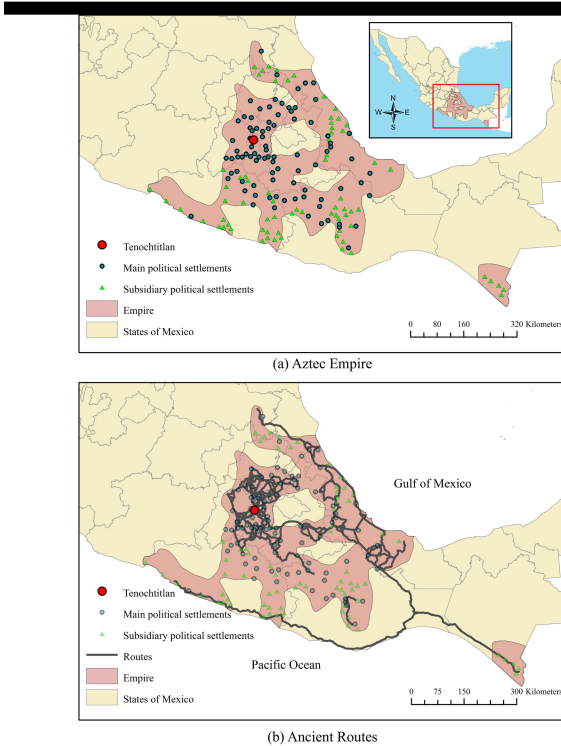 N
W E
S
Tenochtitlan
Main political settlements
Subsidiary political settlements
Empire
States of Mexico
0 80 160 320 Kilometers
(a) Aztec Empire
Gulf of Mexico
Tenochtitlan
Main political settlements
Subsidiary political settlements
Routes
Empire
States of Mexico
Pacific Ocean
0 75 150 300 Kilometers
(b) Ancient Routes